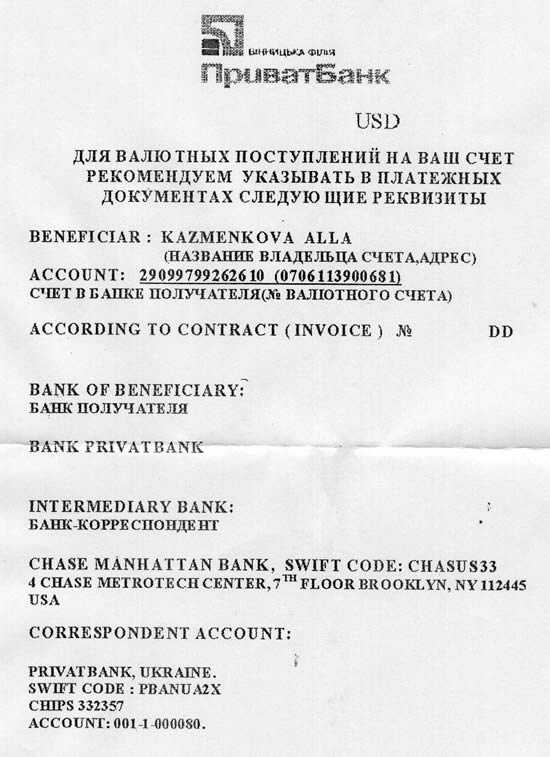 ВІННИЦЬКА ФІЛІЯ
ПриватБанк
USD
ДЛЯ ВАЛЮТНЫХ ПОСТУПЛЕНИЙ НА ВАШ СЧЕТ
РЕКОМЕНДУЕМ УКАЗЫВАТЬ В ПЛАТЕЖНЫХ
ДОКУМЕНТАХ СЛЕДУЮЩИЕ РЕКВИЗИТЫ
BENEFICIAR : KAZMENKOVA ALLA
(НАЗВАНИЕ ВЛАДЕЛЬЦА СЧЕТА,АДРЕС)
ACCOUNT: 29099799262610 (0706113900681)
СЧЕТ В БАНКЕ ПОЛУЧАТЕЛЯ(№ ВАЛЮТНОГО СЧЕТА)
ACCORDING TO CONTRACT ( INVOICE ) № DD
BANK OF BENEFICIARY:
БАНК ПОЛУЧАТЕЛЯ
BANK PRIVATBANK
INTERMEDIARY BANK:
БАНК-КОРРЕСПОНДЕНТ
CHASE MANHATTAN BANK, SWIFT CODE: CHASUS33
4 CHASE METROTECH CENTER, 7TH FLOOR BROOKLYN, NY 112445
USA
CORRESPONDENT ACCOUNT:
PRIVATBANK, UKRAINE.
SWIFT CODE : PBANUA2X
CHIPS 332357
ACCOUNT: 001-1-000080.